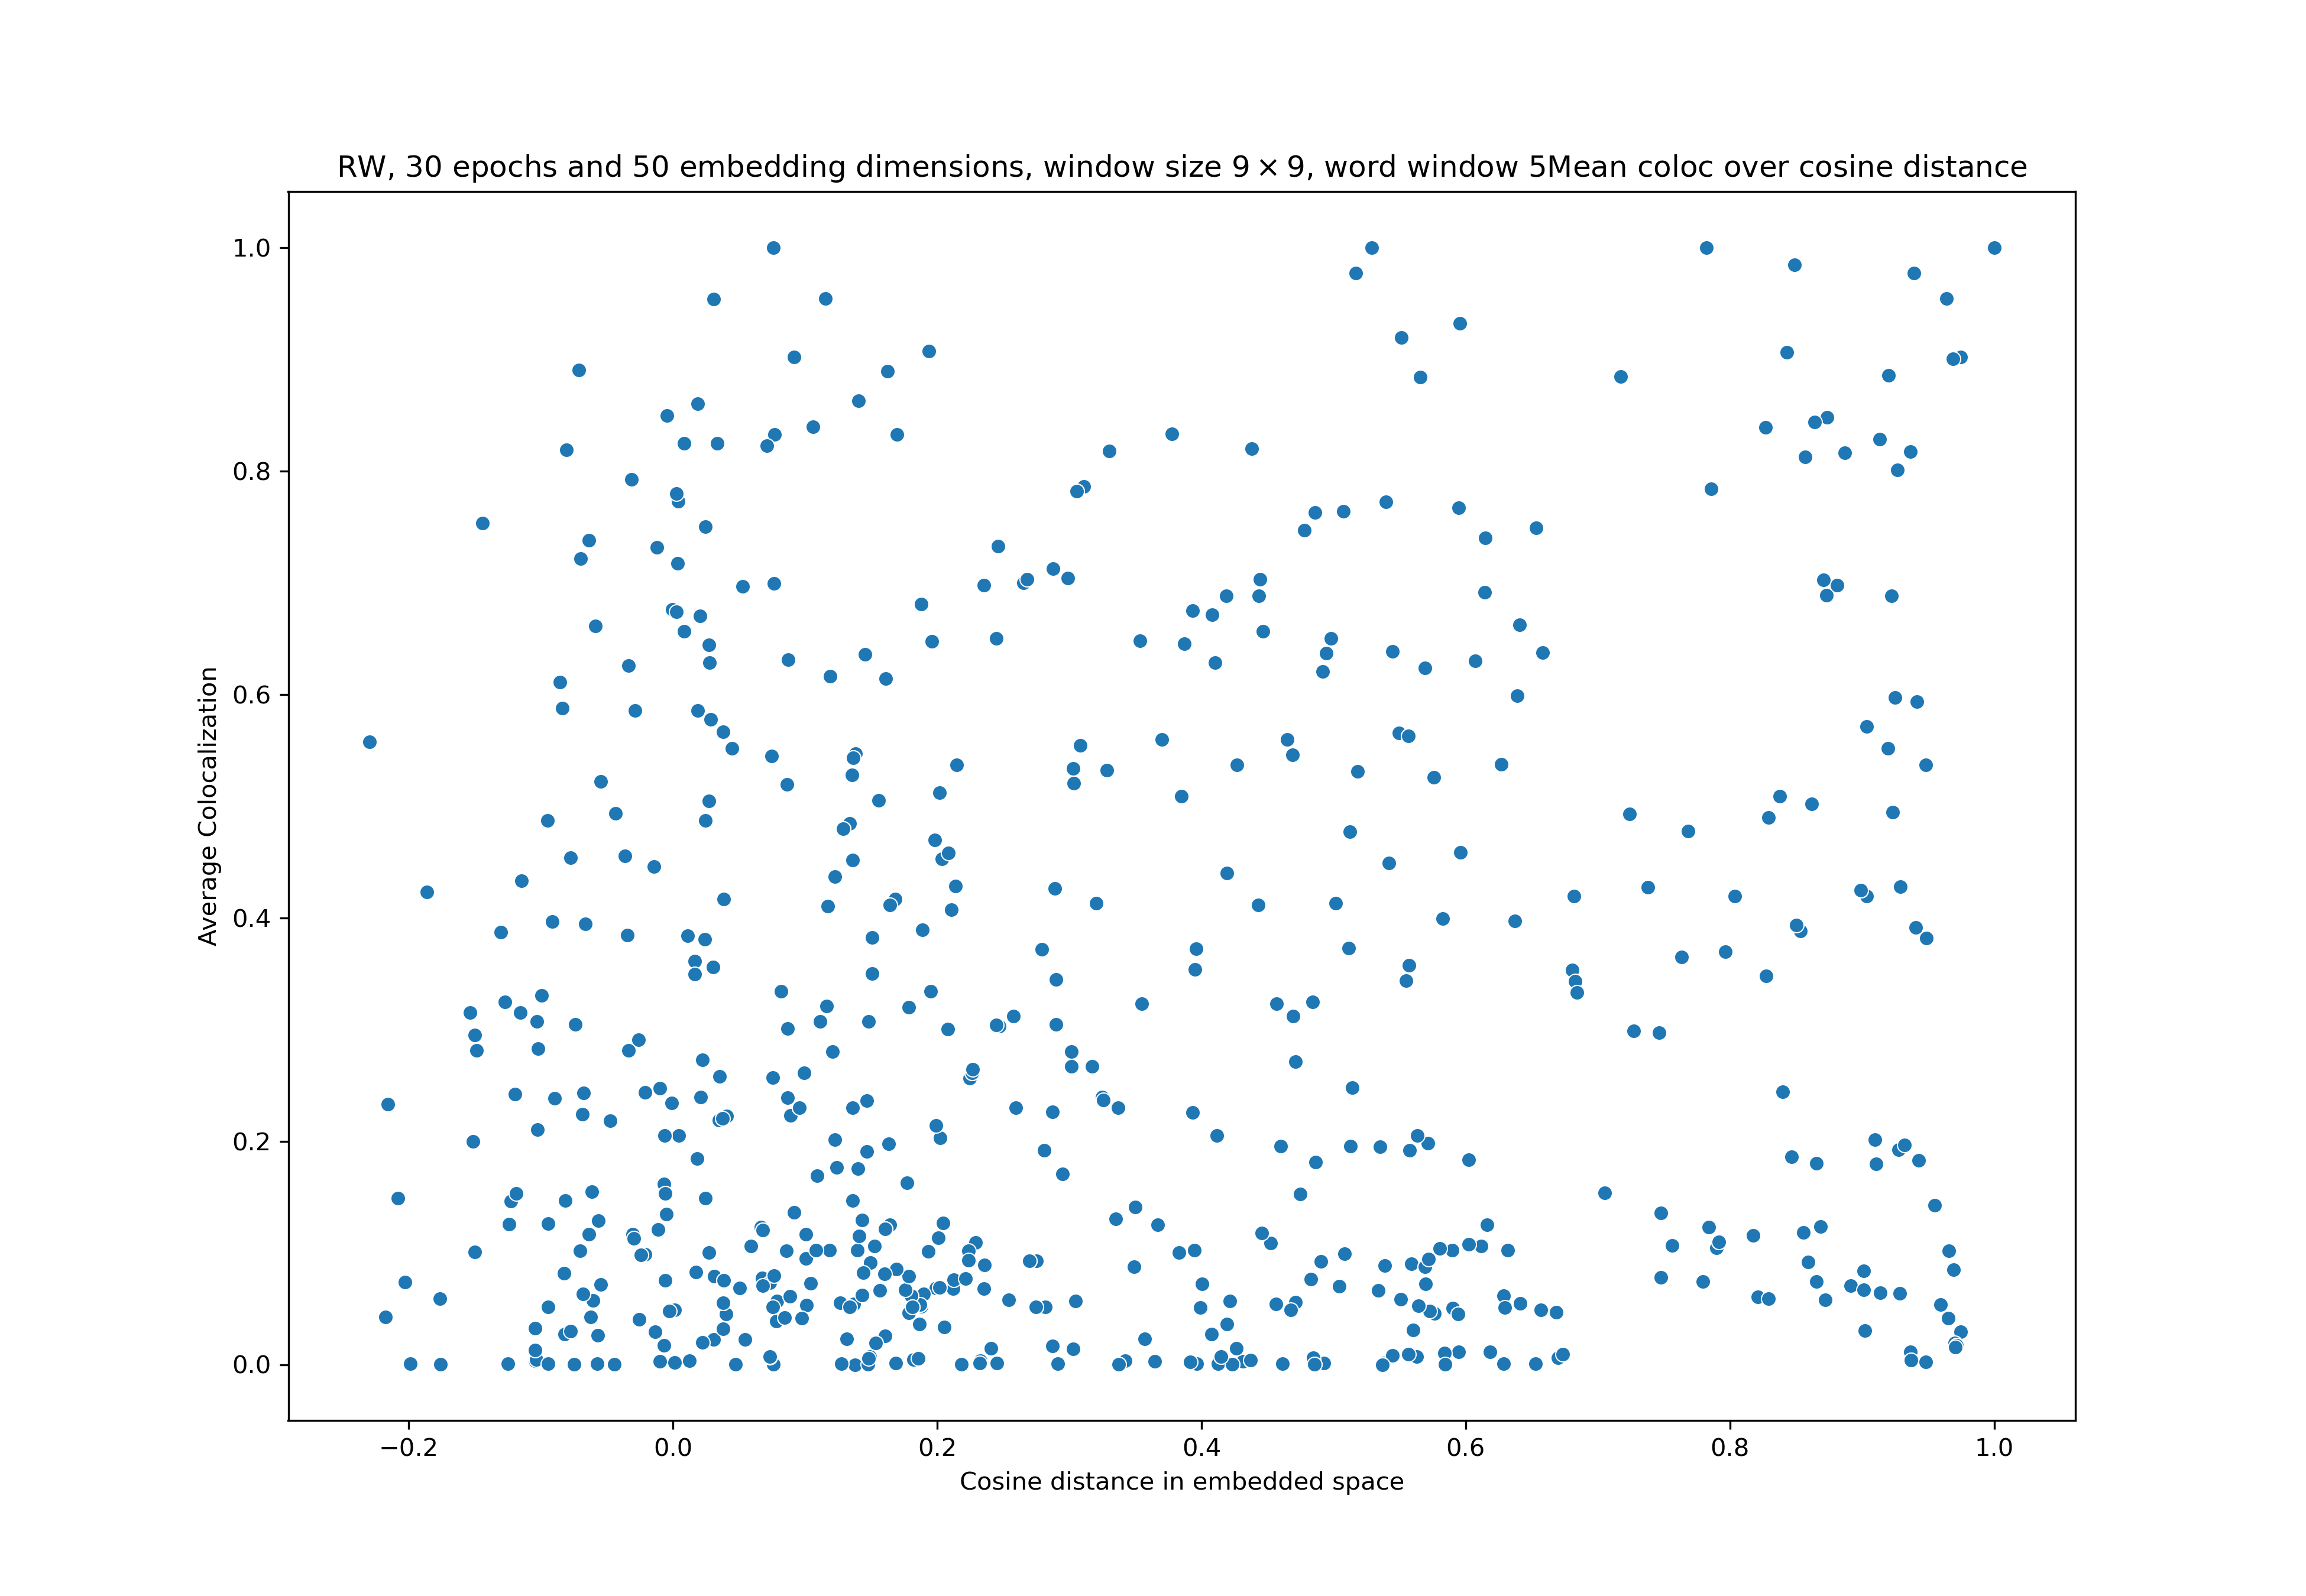 RW, 30 epochs and 50 embedding dimensions, window size 9 × 9, word window 5Mean coloc over cosine distance
1.0
0.8
0.6
0.4
0.2
0.0
Average Colocalization
−0.2 0.0 0.2 0.4 0.6 0.8 1.0
Cosine distance in embedded space